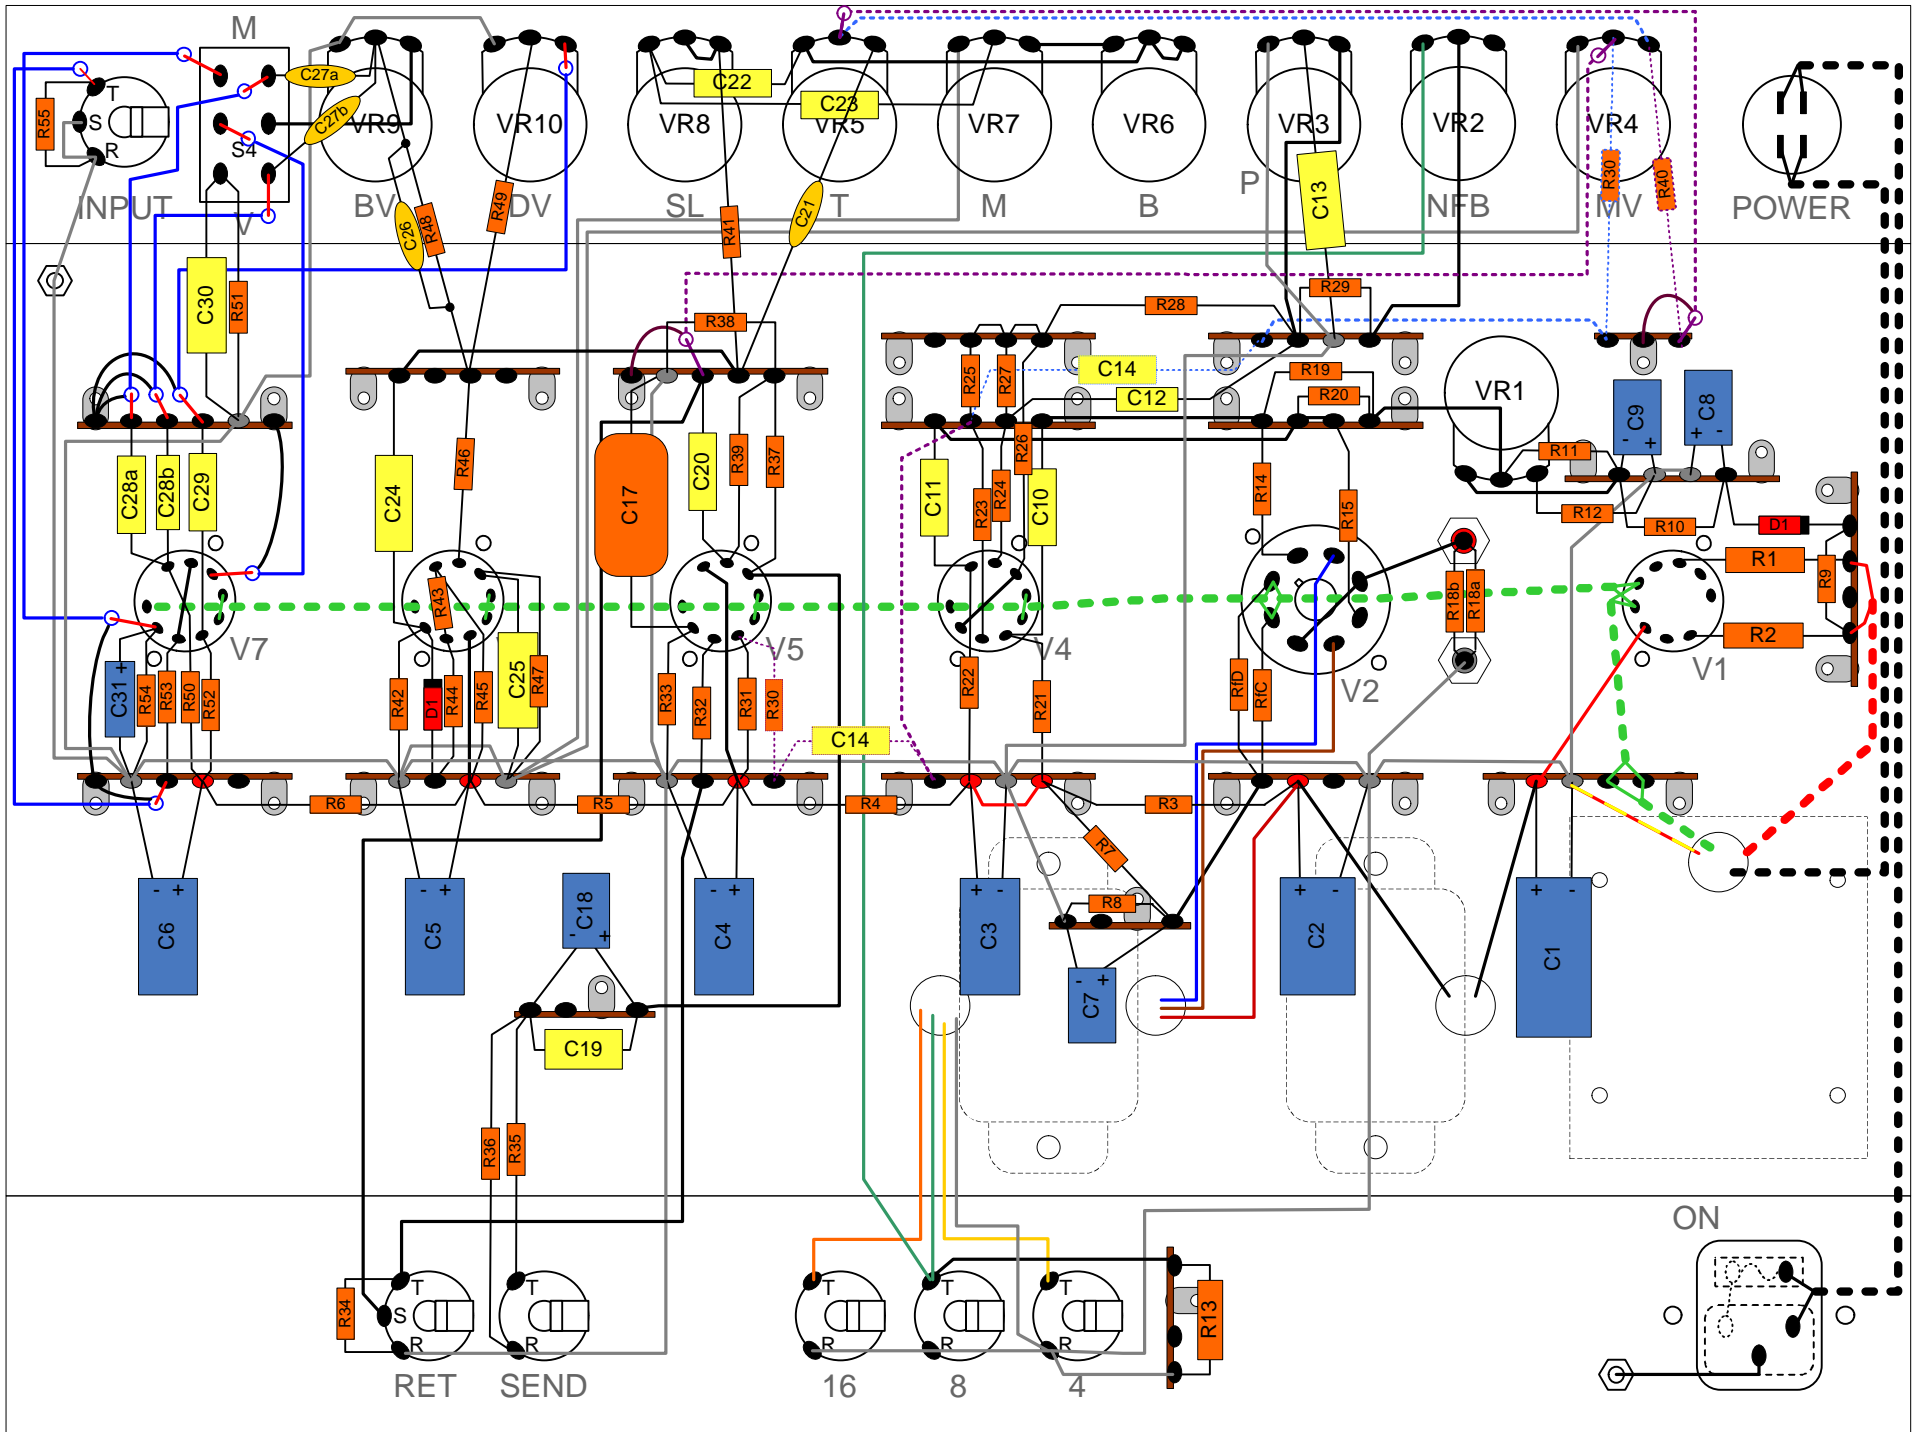 M
T
S
R
R55
INPUT
S4
V
C27a
C27b
VR9
BV
VR10
DV
C22
C23
VR8
SL
VR5
T
VR7
M
VR6
B
VR3
P
VR2
NFB
VR4
MV
POWER
C30
R51
C26
R48
R49
R41
C21
C13
R30
R40
R38
R28
R29
R25
R27
C14
C12
R19
R20
VR1
C9
- +
C8
+ -
R11
R12
R10
D1
C28a
C28b
C29
C24
R46
C17
C20
R39
R37
C11
R23
R24
R26
C10
R14
R15
R18b
R18a
R1
R9
R2
V7
R43
V5
V4
V2
V1
C31 +
R54
R53
R50
R52
R42
D1
R44
R45
C25
R47
R33
R32
R31
R30
C14
R22
R21
RfD
RfC
R6
R5
R4
R3
R7
R8
C6
- +
C5
- +
C18
- +
C4
- +
C3
+ -
C7
- +
C2
+ -
C1
+ -
C19
R36
R35
R34
T
S
R
RET
T
R
SEND
T
R
16
T
R
8
T
R
4
R13
ON